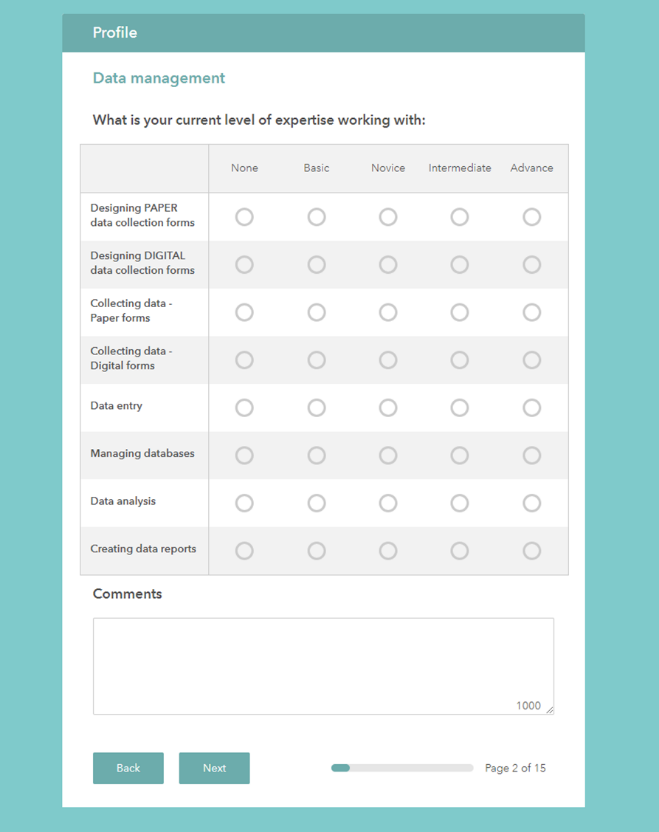 Profile
Data management
What is your current level of expertise working with:
None Basic Novice Intermediate Advance
Designing PAPER
data collection forms
Designing DIGITAL
data collection forms
Collecting data -
Paper forms
Collecting data -
Digital forms
Data entry
Managing databases
Data analysis
Creating data reports
Comments
1000
Back Next Page 2 of 15